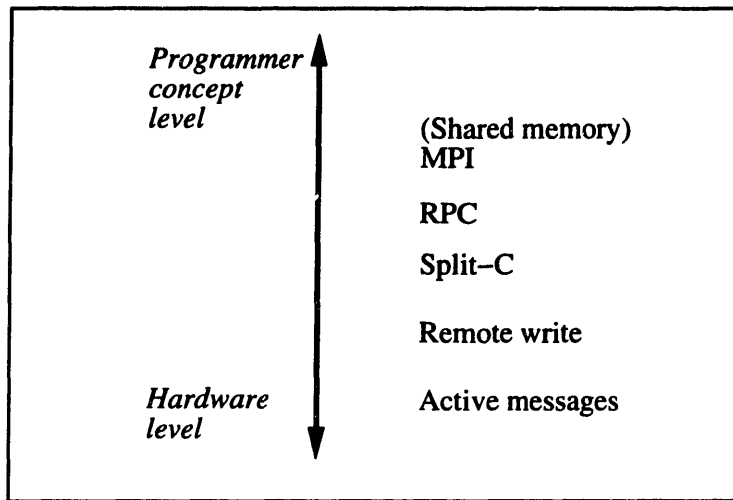 Programmer
concept
level
(Shared memory)
MPI
RPC
Split–C
Remote write
Hardware
level
Active messages